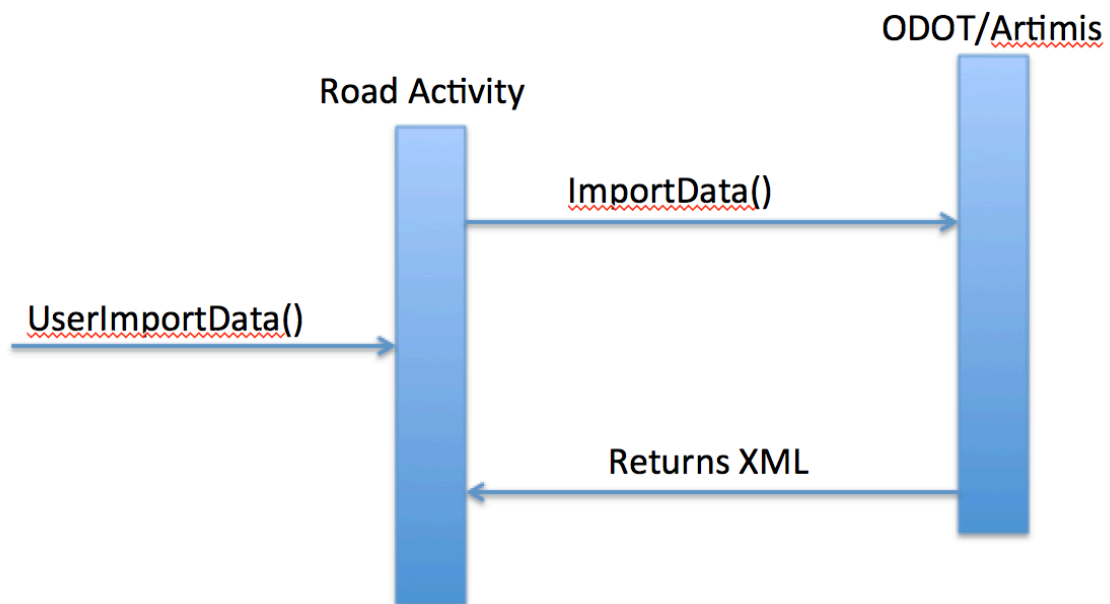 ODOT/Artimis
Road Activity
ImportData()
UserImportData()
Returns XML